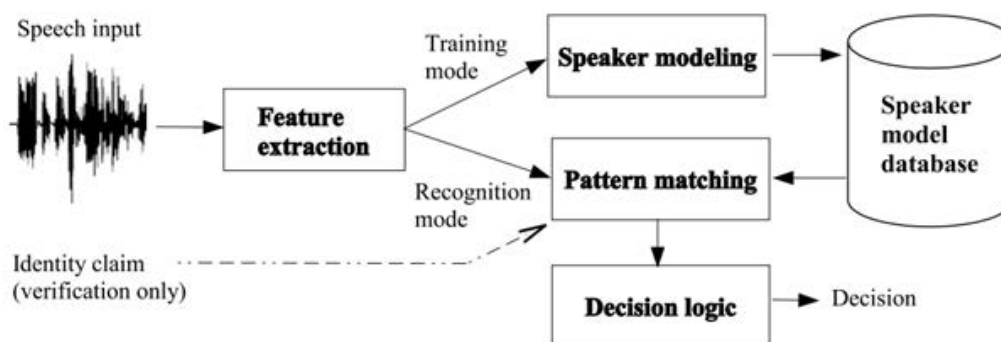 Speech input
Training
mode
Speaker modeling
Feature
extraction
Speaker
model
database
Recognition
mode
Pattern matching
Identity claim
(verification only)
Decision logic
Decision